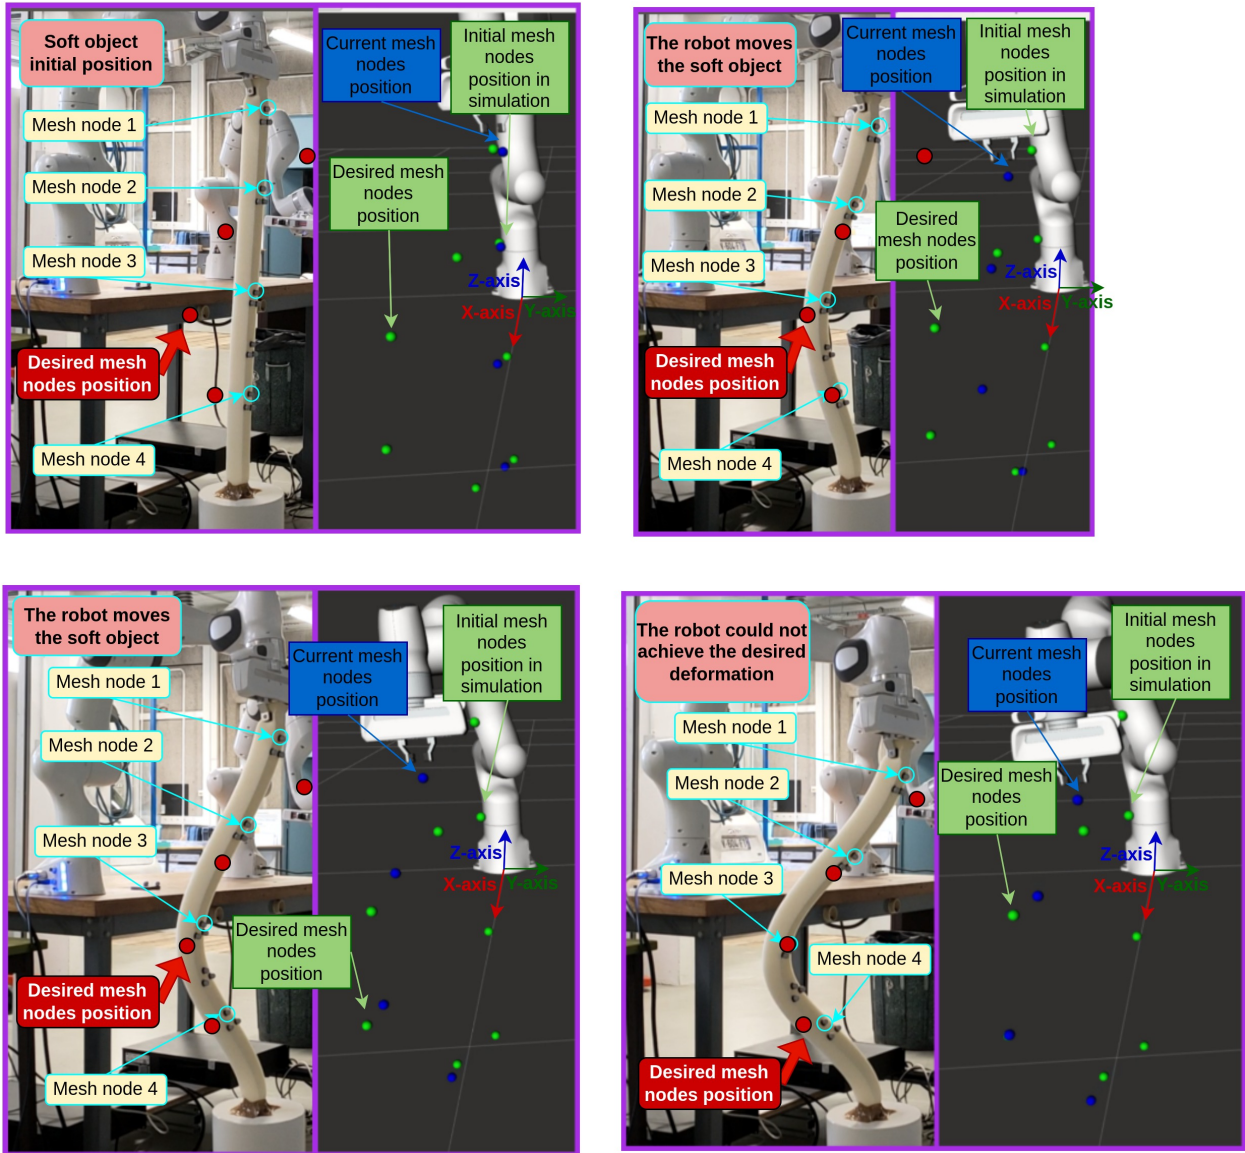 Soft object
initial position
Mesh node 1
Mesh node 2
Mesh node 3
Desired mesh
nodes position
Mesh node 4
Current mesh
nodes
position
Initial mesh
nodes
position in
simulation
Desired mesh
nodes
position
Z-axis
X-axis
Y-axis
The robot moves
the soft object
Mesh node 1
Mesh node 2
Mesh node 3
Desired mesh
nodes position
Mesh node 4
Current mesh
nodes
position
Initial mesh
nodes
position in
simulation
Desired
mesh nodes
position
Z-axis
X-axis
Y-axis
The robot moves
the soft object
Mesh node 1
Mesh node 2
Mesh node 3
Desired mesh
nodes position
Mesh node 4
Current mesh
nodes
position
Initial mesh
nodes
position in
simulation
Desired mesh
nodes
position
Z-axis
X-axis
Y-axis
The robot could not
achieve the desired
deformation
Mesh node 1
Mesh node 2
Mesh node 3
Mesh node 4
Desired mesh
nodes position
Current mesh
nodes
position
Initial mesh
nodes
position in
simulation
Desired mesh
nodes
position
Z-axis
X-axis
Y-axis